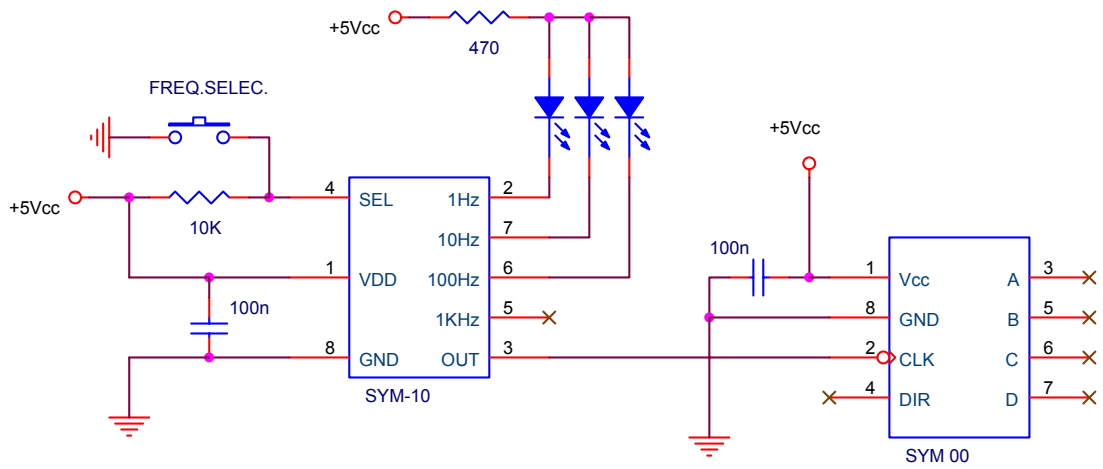 +5Vcc
470
FREQ.SELEC.
+5Vcc
10K
100n
4 SEL
1 VDD
8 GND
1Hz 2
10Hz 7
100Hz 6
1KHz 5
OUT 3
SYM-10
+5Vcc
100n
1 Vcc
8 GND
2 CLK
4 DIR
A 3
B 5
C 6
D 7
SYM 00